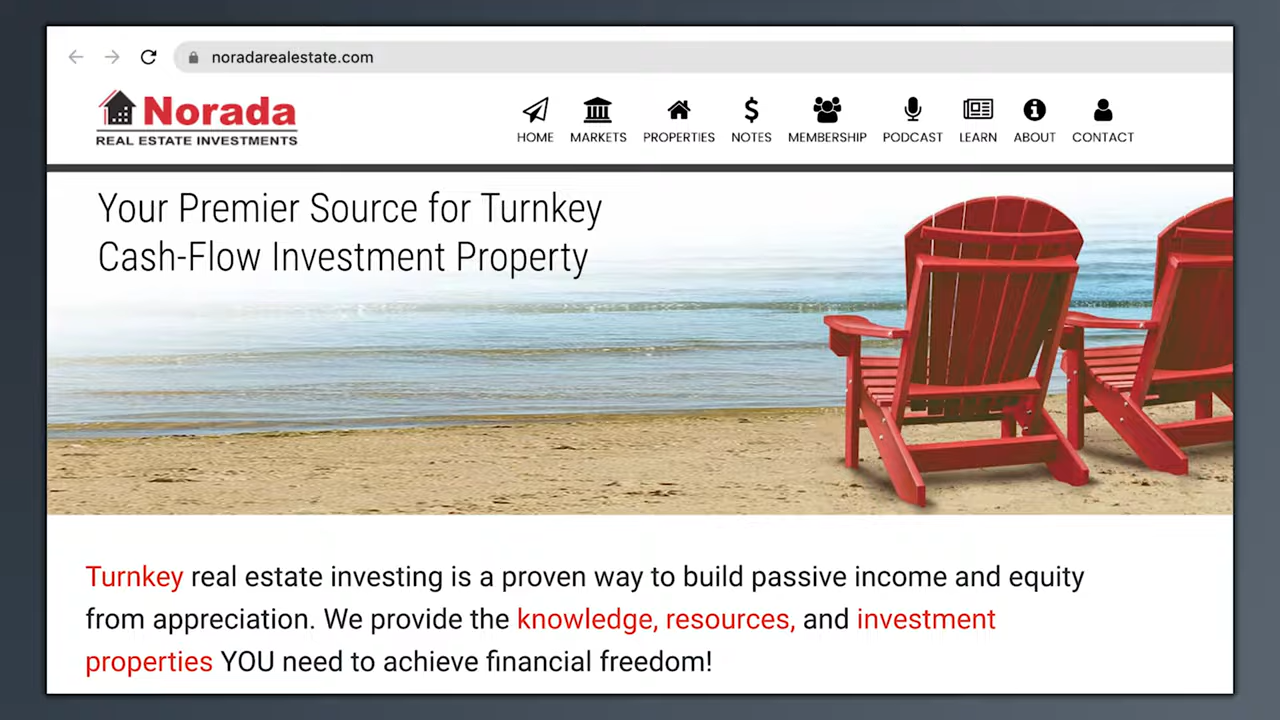 noradarealestate.com
Norada
REAL ESTATE INVESTMENTS
HOME MARKETS PROPERTIES NOTES MEMBERSHIP PODCAST LEARN ABOUT CONTACT
Your Premier Source for Turnkey
Cash-Flow Investment Property
Turnkey real estate investing is a proven way to build passive income and equity
from appreciation. We provide the knowledge, resources, and investment
properties YOU need to achieve financial freedom!